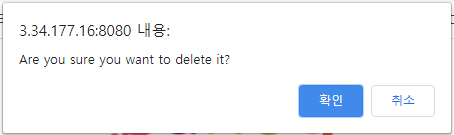 3.34.177.16:8080 내용:
Are you sure you want to delete it?
확인 취소